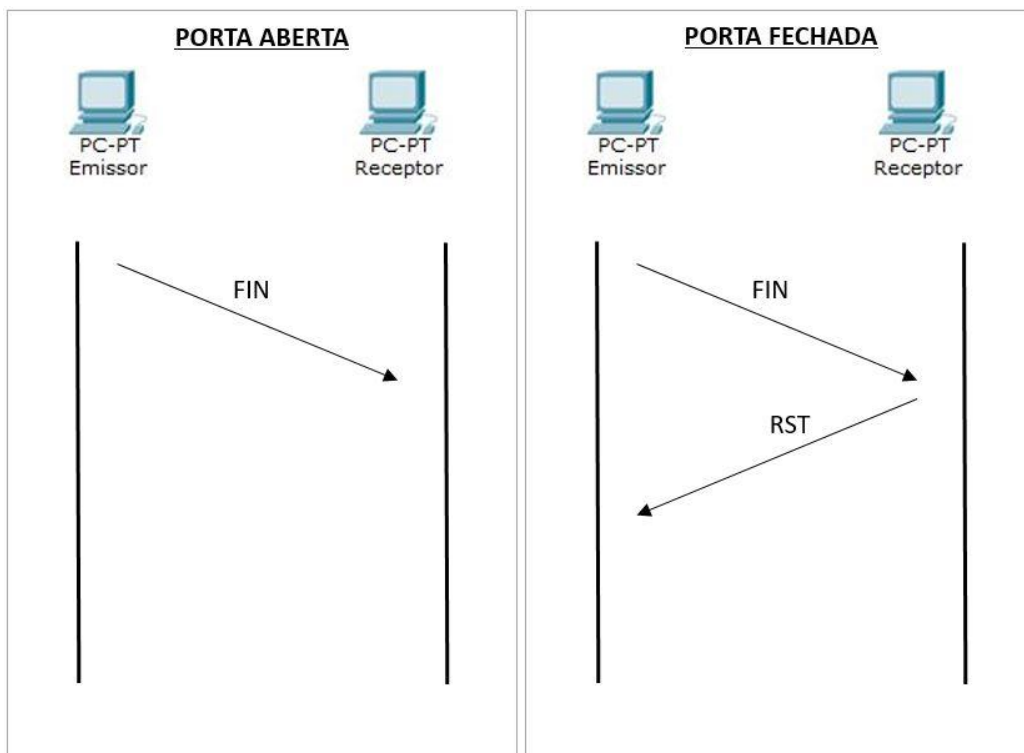 PORTA ABERTA
PC-PT
Emissor
PC-PT
Receptor
FIN
PORTA FECHADA
PC-PT
Emissor
PC-PT
Receptor
FIN
RST